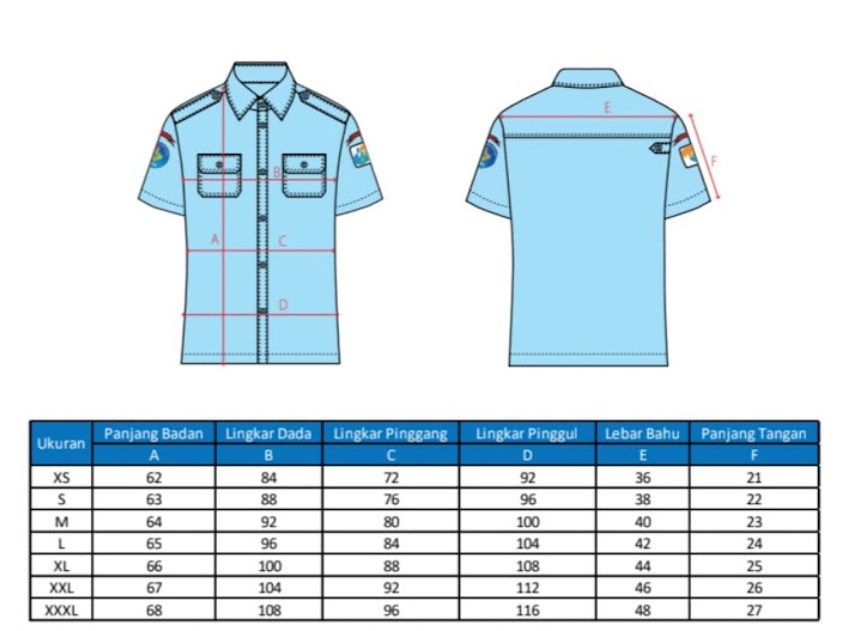 E
F
B
A
C
D
Ukuran Panjang Badan Lingkar Dada Lingkar Pinggang Lingkar Pinggul Lebar Bahu Panjang Tangan
A B C D E F
XS 62 84 72 92 36 21
S 63 88 76 96 38 22
M 64 92 80 100 40 23
L 65 96 84 104 42 24
XL 66 100 88 108 44 25
XXL 67 104 92 112 46 26
XXXL 68 108 96 116 48 27